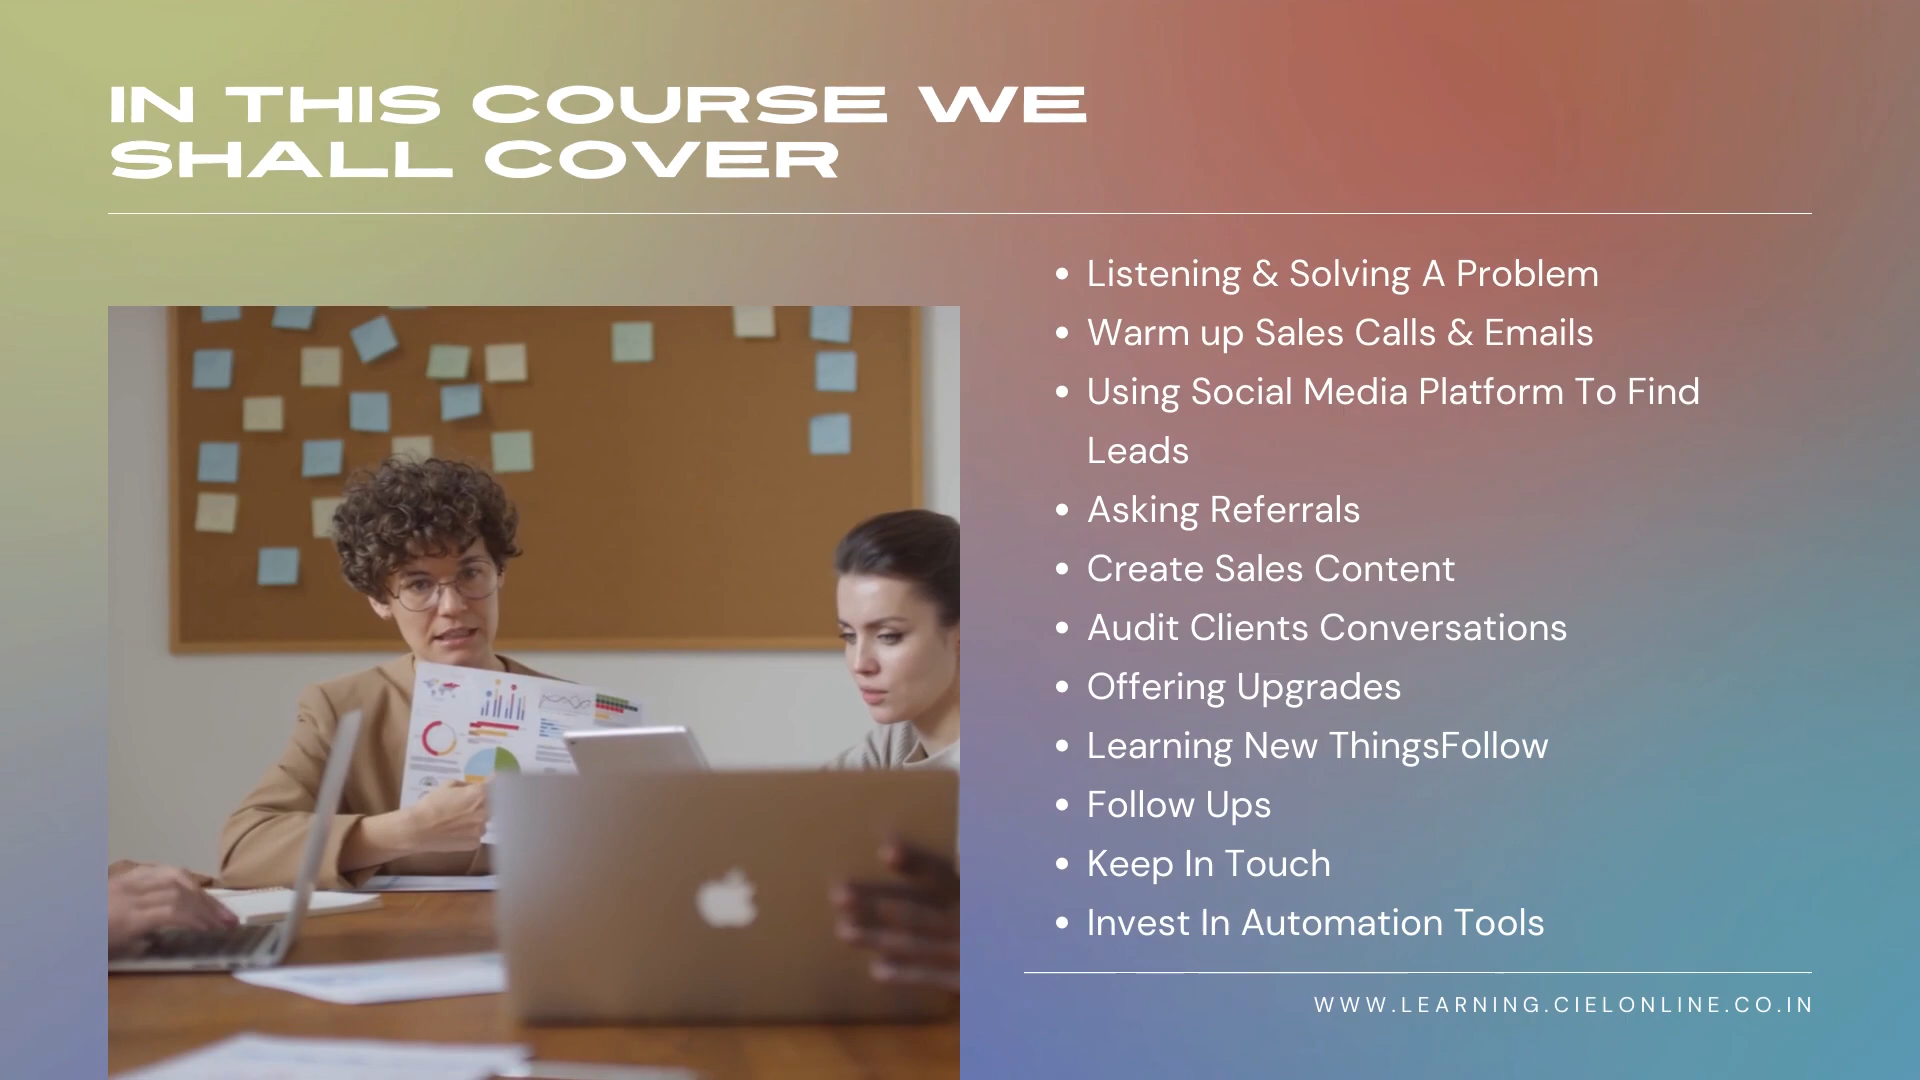 IN THIS COURSE WE
SHALL COVER
• Listening & Solving A Problem
• Warm up Sales Calls & Emails
• Using Social Media Platform To Find
Leads
• Asking Referrals
• Create Sales Content
• Audit Clients Conversations
• Offering Upgrades
• Learning New ThingsFollow
• Follow Ups
• Keep In Touch
• Invest In Automation Tools
WWW.LEARNING.CIELONLINE.CO.IN